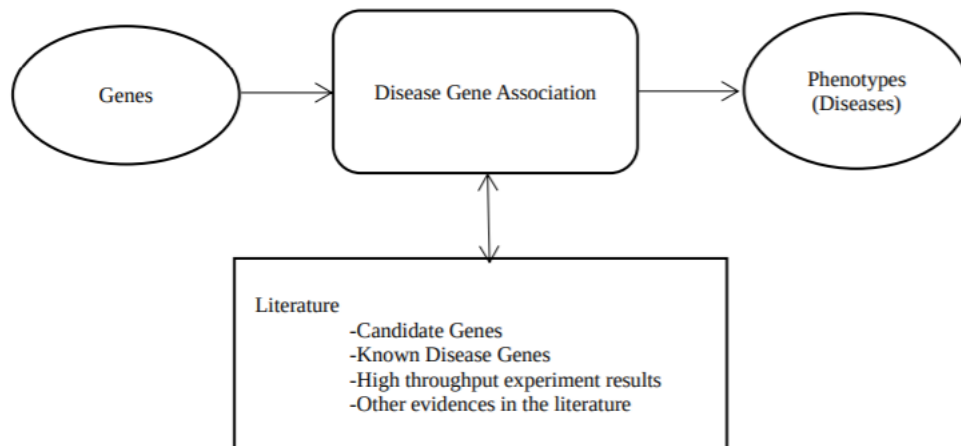 Genes
Disease Gene Association
Phenotypes
(Diseases)
Literature
-Candidate Genes
-Known Disease Genes
-High throughput experiment results
-Other evidences in the literature